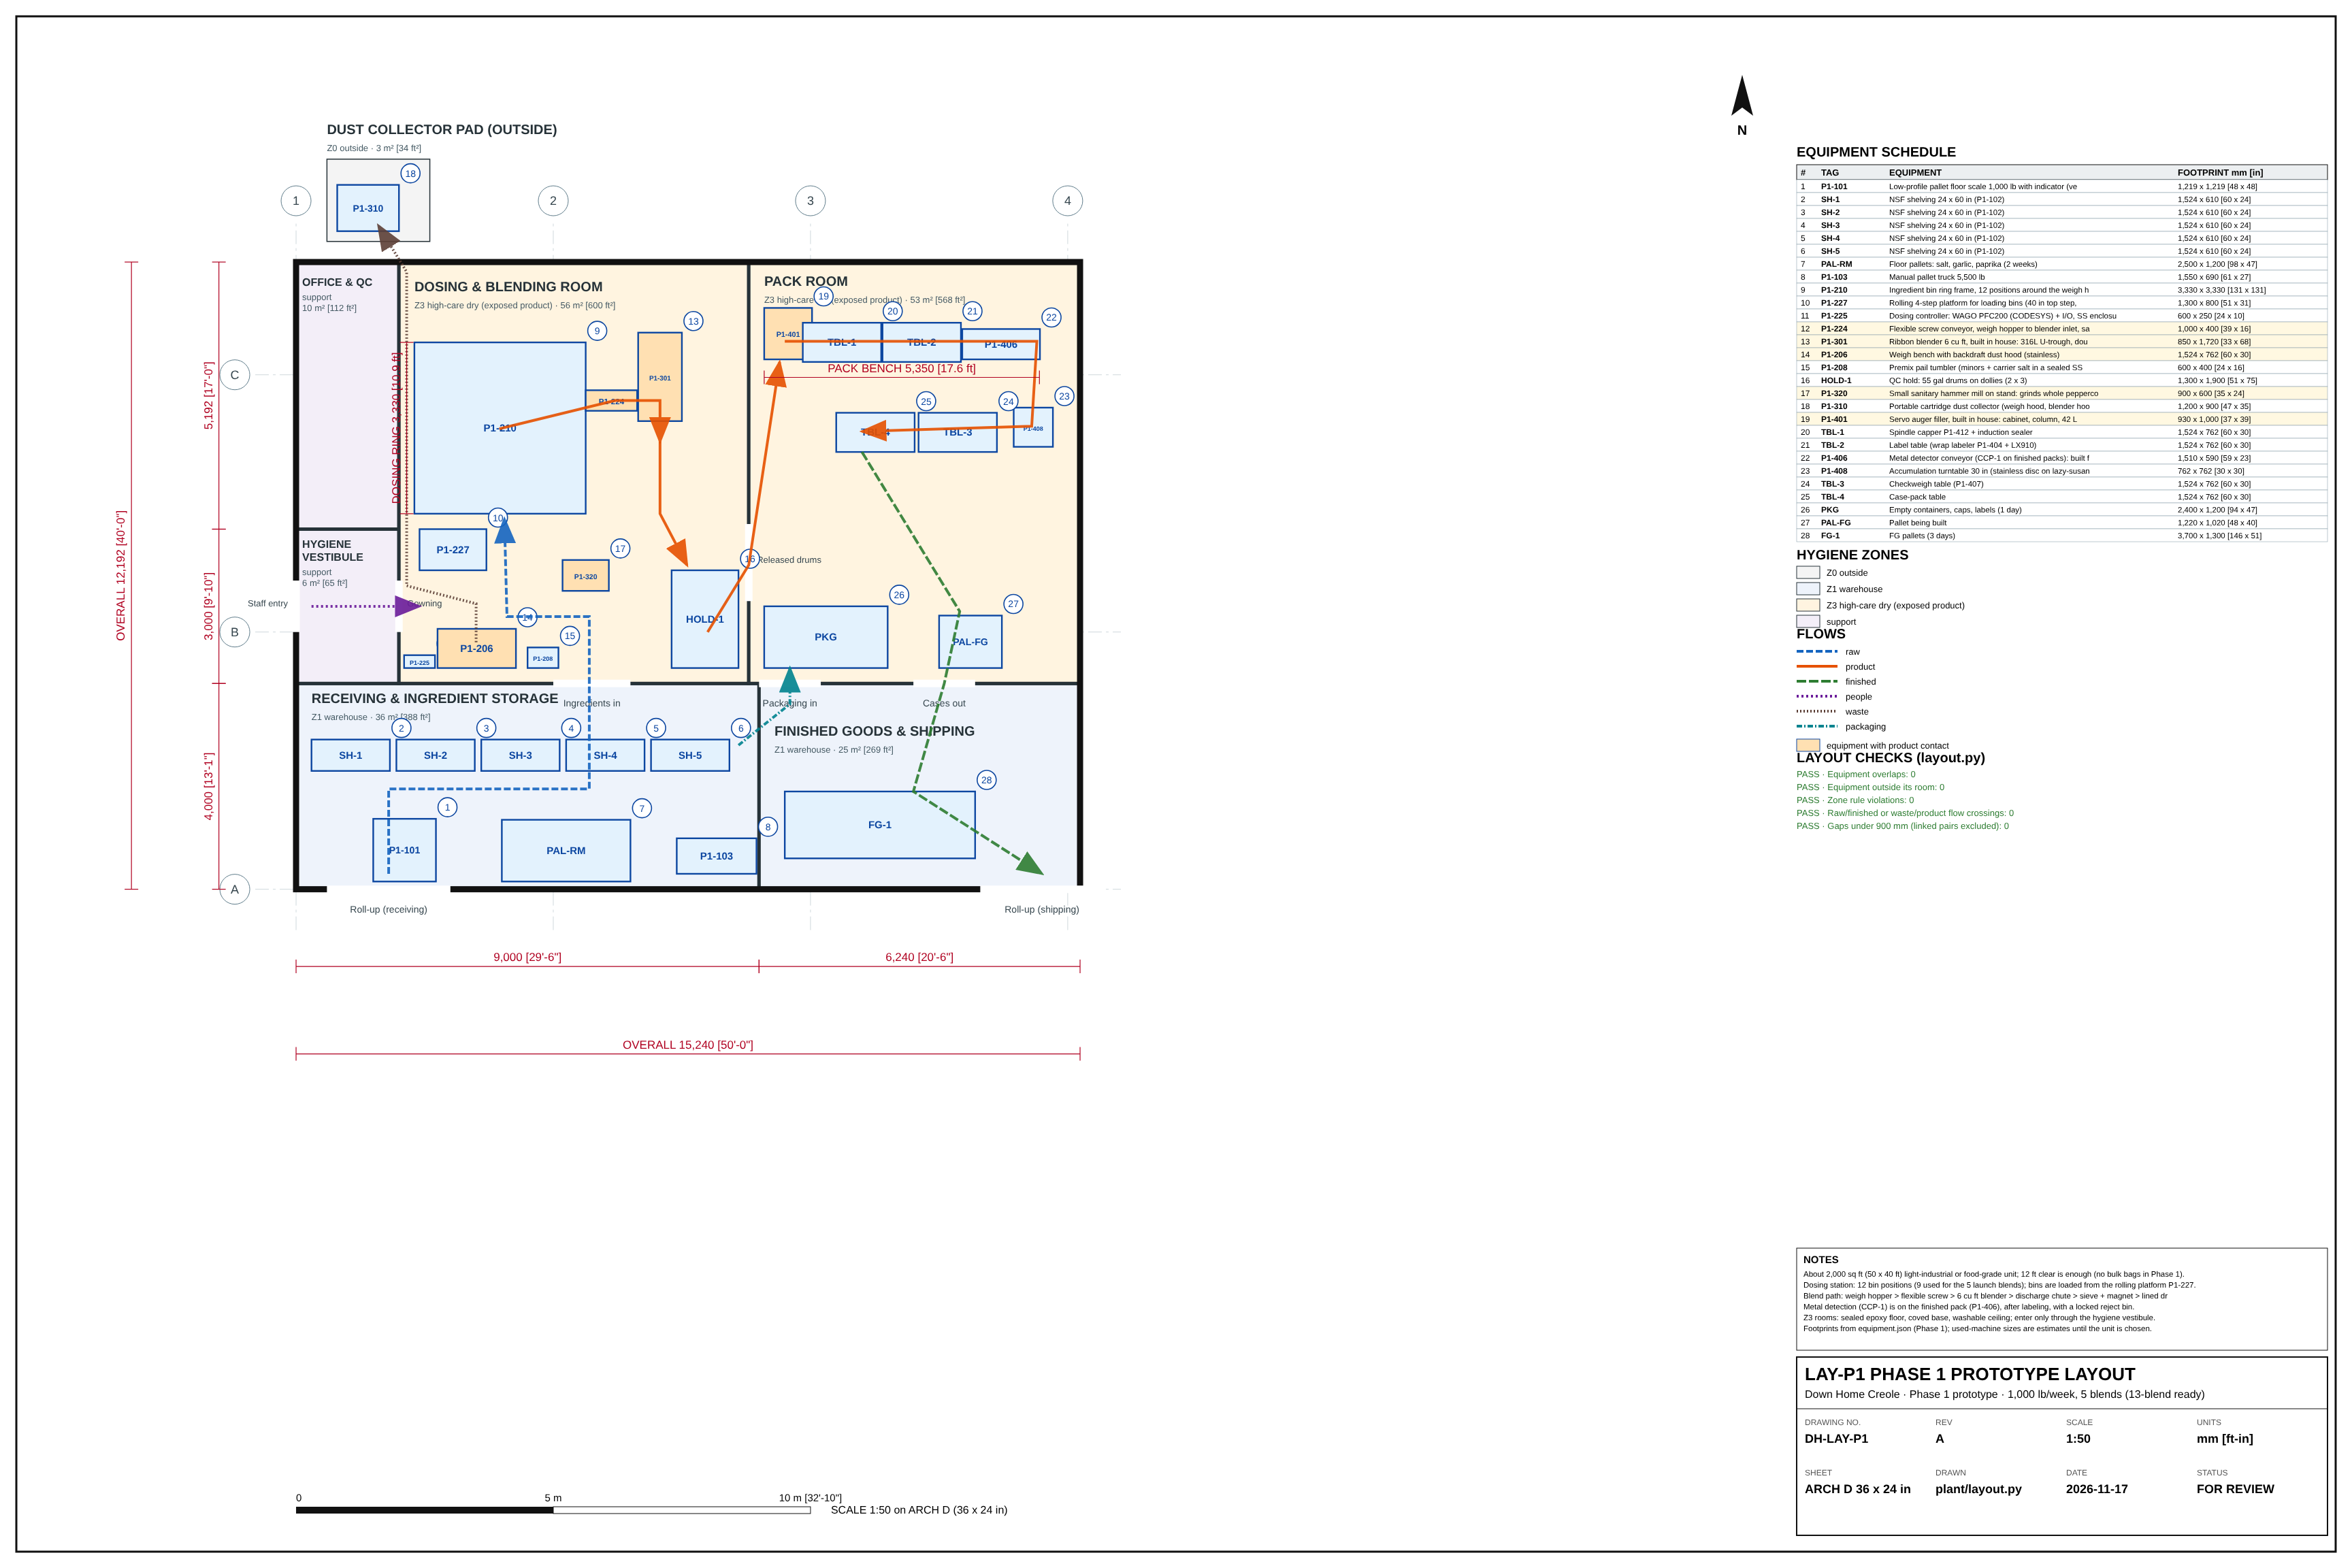 DUST COLLECTOR PAD (OUTSIDE)
Z0 outside · 3 m² [34 ft²]
18
P1-310
1
2
3
4
N
OFFICE & QC
support
10 m² [112 ft²]
DOSING & BLENDING ROOM
Z3 high-care dry (exposed product) · 56 m² [600 ft²]
PACK ROOM
Z3 high-care dry (exposed product) · 53 m² [568 ft²]
19
20
21
22
13
9
P1-401
TBL-1
TBL-2
P1-406
PACK BENCH 5,350 [17.6 ft]
P1-301
P1-224
P1-210
DOSING RING 3,330 [10.9 ft]
C
25
24
23
TBL-4
TBL-3
P1-408
5,192 [17'-0"]
OVERALL 12,192 [40'-0"]
3,000 [9'-10"]
4,000 [13'-1"]
10
HYGIENE
VESTIBULE
support
6 m² [65 ft²]
P1-227
17
P1-320
16
Released drums
Staff entry
Gowning
14
15
HOLD-1
26
27
PKG
PAL-FG
B
P1-206
P1-225
P1-208
RECEIVING & INGREDIENT STORAGE
Z1 warehouse · 36 m² [388 ft²]
Ingredients in
Packaging in
Cases out
2
3
4
5
6
SH-1
SH-2
SH-3
SH-4
SH-5
FINISHED GOODS & SHIPPING
Z1 warehouse · 25 m² [269 ft²]
1
7
8
28
P1-101
PAL-RM
P1-103
FG-1
A
Roll-up (receiving)
Roll-up (shipping)
9,000 [29'-6"]
6,240 [20'-6"]
OVERALL 15,240 [50'-0"]
0
5 m
10 m [32'-10"]
SCALE 1:50 on ARCH D (36 x 24 in)
EQUIPMENT SCHEDULE
# TAG EQUIPMENT FOOTPRINT mm [in]
1 P1-101 Low-profile pallet floor scale 1,000 lb with indicator (ve 1,219 x 1,219 [48 x 48]
2 SH-1 NSF shelving 24 x 60 in (P1-102) 1,524 x 610 [60 x 24]
3 SH-2 NSF shelving 24 x 60 in (P1-102) 1,524 x 610 [60 x 24]
4 SH-3 NSF shelving 24 x 60 in (P1-102) 1,524 x 610 [60 x 24]
5 SH-4 NSF shelving 24 x 60 in (P1-102) 1,524 x 610 [60 x 24]
6 SH-5 NSF shelving 24 x 60 in (P1-102) 1,524 x 610 [60 x 24]
7 PAL-RM Floor pallets: salt, garlic, paprika (2 weeks) 2,500 x 1,200 [98 x 47]
8 P1-103 Manual pallet truck 5,500 lb 1,550 x 690 [61 x 27]
9 P1-210 Ingredient bin ring frame, 12 positions around the weigh h 3,330 x 3,330 [131 x 131]
10 P1-227 Rolling 4-step platform for loading bins (40 in top step, 1,300 x 800 [51 x 31]
11 P1-225 Dosing controller: WAGO PFC200 (CODESYS) + I/O, SS enclosu 600 x 250 [24 x 10]
12 P1-224 Flexible screw conveyor, weigh hopper to blender inlet, sa 1,000 x 400 [39 x 16]
13 P1-301 Ribbon blender 6 cu ft, built in house: 316L U-trough, dou 850 x 1,720 [33 x 68]
14 P1-206 Weigh bench with backdraft dust hood (stainless) 1,524 x 762 [60 x 30]
15 P1-208 Premix pail tumbler (minors + carrier salt in a sealed SS 600 x 400 [24 x 16]
16 HOLD-1 QC hold: 55 gal drums on dollies (2 x 3) 1,300 x 1,900 [51 x 75]
17 P1-320 Small sanitary hammer mill on stand: grinds whole pepperco 900 x 600 [35 x 24]
18 P1-310 Portable cartridge dust collector (weigh hood, blender hoo 1,200 x 900 [47 x 35]
19 P1-401 Servo auger filler, built in house: cabinet, column, 42 L 930 x 1,000 [37 x 39]
20 TBL-1 Spindle capper P1-412 + induction sealer 1,524 x 762 [60 x 30]
21 TBL-2 Label table (wrap labeler P1-404 + LX910) 1,524 x 762 [60 x 30]
22 P1-406 Metal detector conveyor (CCP-1 on finished packs): built f 1,510 x 590 [59 x 23]
23 P1-408 Accumulation turntable 30 in (stainless disc on lazy-susan 762 x 762 [30 x 30]
24 TBL-3 Checkweigh table (P1-407) 1,524 x 762 [60 x 30]
25 TBL-4 Case-pack table 1,524 x 762 [60 x 30]
26 PKG Empty containers, caps, labels (1 day) 2,400 x 1,200 [94 x 47]
27 PAL-FG Pallet being built 1,220 x 1,020 [48 x 40]
28 FG-1 FG pallets (3 days) 3,700 x 1,300 [146 x 51]
HYGIENE ZONES
Z0 outside
Z1 warehouse
Z3 high-care dry (exposed product)
support
FLOWS
raw
product
finished
people
waste
packaging
equipment with product contact
LAYOUT CHECKS (layout.py)
PASS · Equipment overlaps: 0
PASS · Equipment outside its room: 0
PASS · Zone rule violations: 0
PASS · Raw/finished or waste/product flow crossings: 0
PASS · Gaps under 900 mm (linked pairs excluded): 0
NOTES
About 2,000 sq ft (50 x 40 ft) light-industrial or food-grade unit; 12 ft clear is enough (no bulk bags in Phase 1).
Dosing station: 12 bin positions (9 used for the 5 launch blends); bins are loaded from the rolling platform P1-227.
Blend path: weigh hopper > flexible screw > 6 cu ft blender > discharge chute > sieve + magnet > lined dr
Metal detection (CCP-1) is on the finished pack (P1-406), after labeling, with a locked reject bin.
Z3 rooms: sealed epoxy floor, coved base, washable ceiling; enter only through the hygiene vestibule.
Footprints from equipment.json (Phase 1); used-machine sizes are estimates until the unit is chosen.
LAY-P1 PHASE 1 PROTOTYPE LAYOUT
Down Home Creole · Phase 1 prototype · 1,000 lb/week, 5 blends (13-blend ready)
DRAWING NO. REV SCALE UNITS
DH-LAY-P1 A 1:50 mm [ft-in]
SHEET DRAWN DATE STATUS
ARCH D 36 x 24 in plant/layout.py 2026-11-17 FOR REVIEW